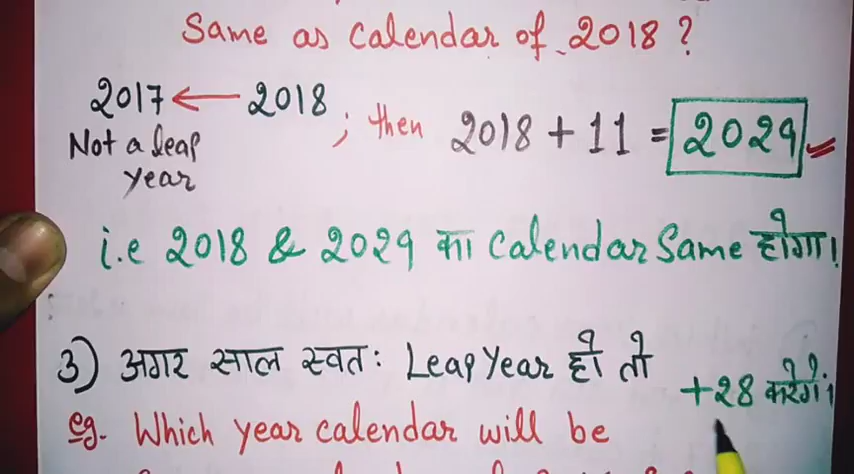 Same as Calendar of 2018 ?
2017 ← 2018 ; then 2018 + 11 = 2029
Not a leap
year
i.e 2018 & 2029 का Calendar Same होगा।
3) अगर साल स्वतः Leap Year हो तो
+28 करेगें।
eg. Which year calendar will be